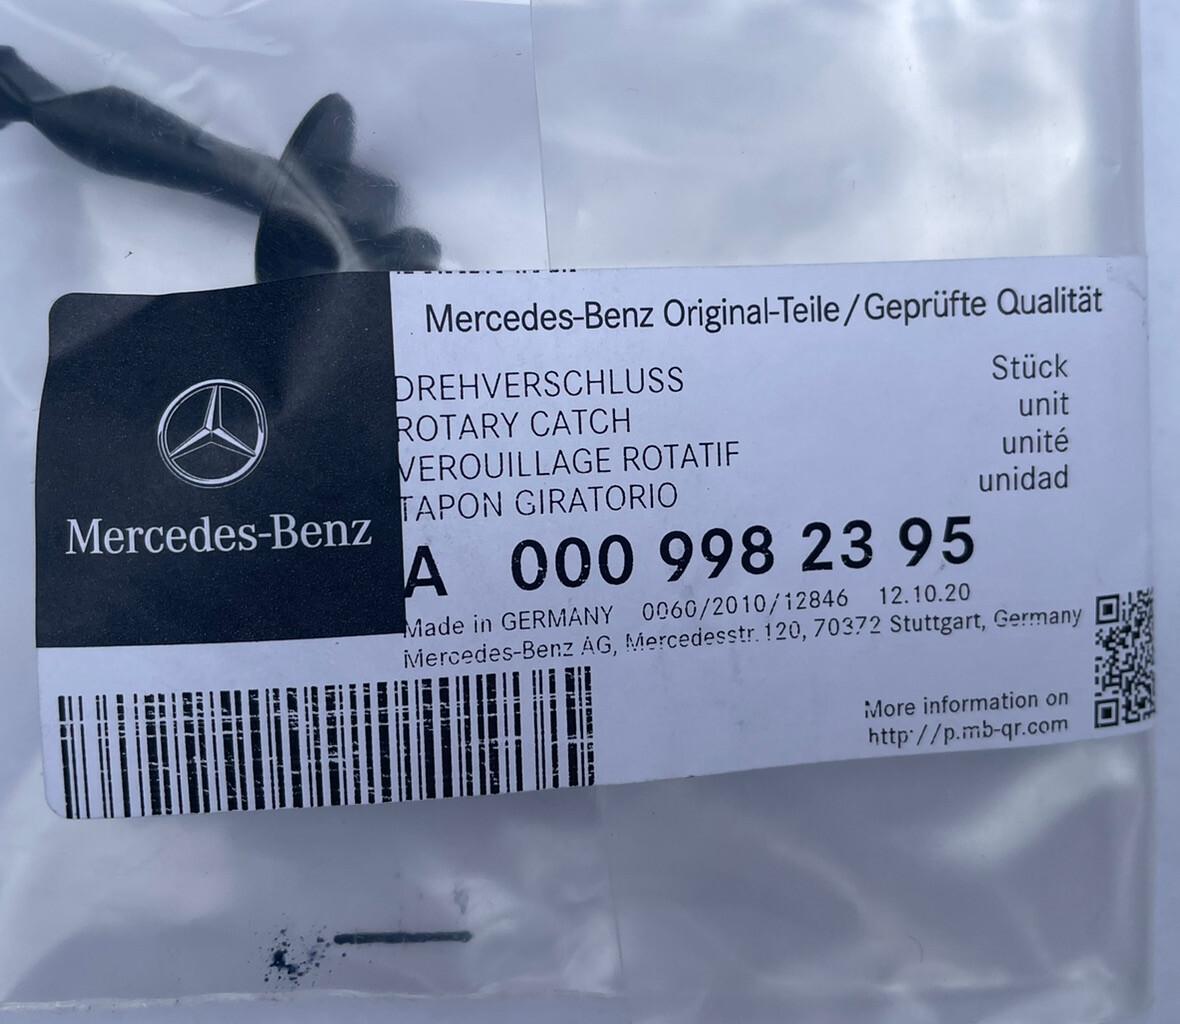 Mercedes-Benz Original-Teile / Geprüfte Qualität
DREHVERSCHLUSS Stück
ROTARY CATCH unit
VEROUILLAGE ROTATIF unité
TAPON GIRATORIO unidad
Mercedes-Benz
A 000 998 23 95
Made in GERMANY 0060/2010/12846 12.10.20
Mercedes-Benz AG, Mercedesstr. 120, 70372 Stuttgart, Germany
More information on
http://p.mb-qr.com